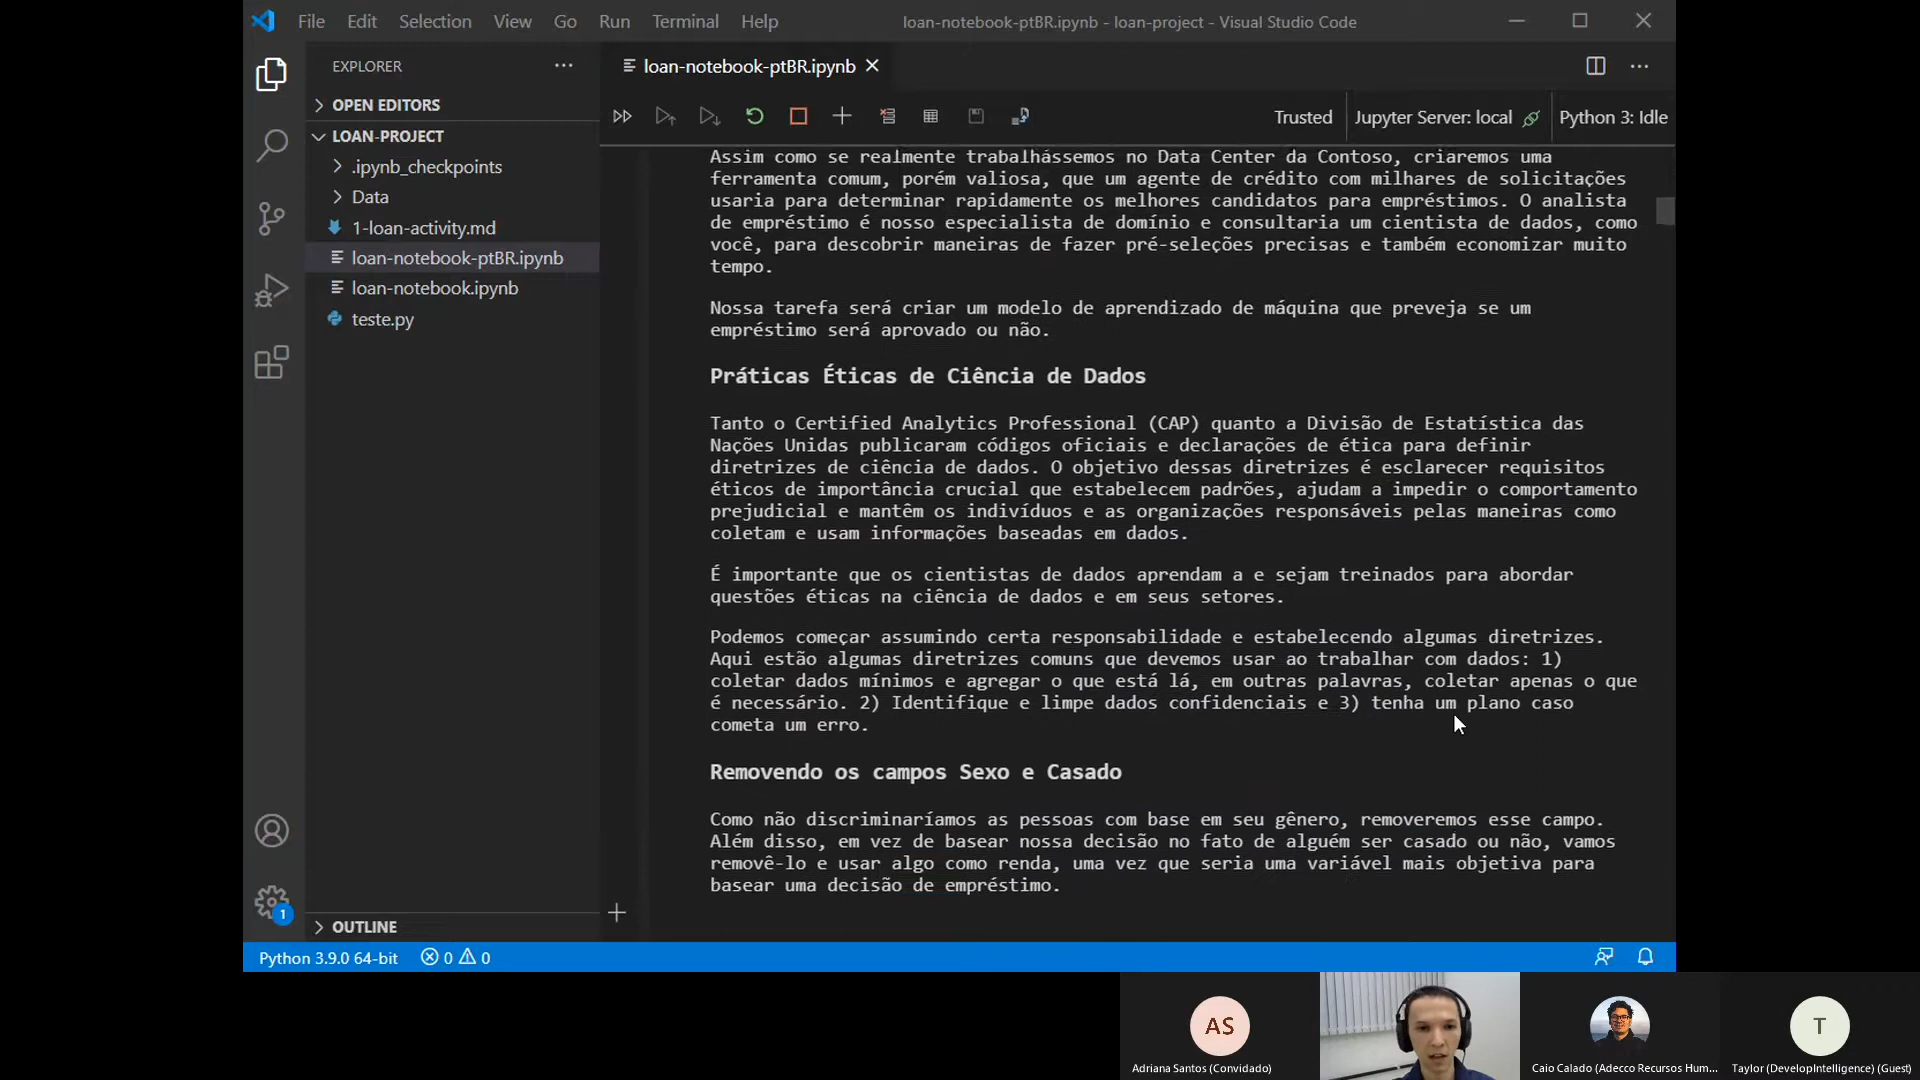 File Edit Selection View Go Run Terminal Help
loan-notebook-ptBR.ipynb - loan-project - Visual Studio Code
EXPLORER
loan-notebook-ptBR.ipynb
OPEN EDITORS
LOAN-PROJECT
.ipynb_checkpoints
Data
1-loan-activity.md
loan-notebook-ptBR.ipynb
loan-notebook.ipynb
teste.py
OUTLINE
Trusted
Jupyter Server: local
Python 3: Idle
Assim como se realmente trabalhássemos no Data Center da Contoso, criaremos uma
ferramenta comum, porém valiosa, que um agente de crédito com milhares de solicitações
usaria para determinar rapidamente os melhores candidatos para empréstimos. O analista
de empréstimo é nosso especialista de domínio e consultaria um cientista de dados, como
você, para descobrir maneiras de fazer pré-seleções precisas e também economizar muito
tempo.
Nossa tarefa será criar um modelo de aprendizado de máquina que preveja se um
empréstimo será aprovado ou não.
Práticas Éticas de Ciência de Dados
Tanto o Certified Analytics Professional (CAP) quanto a Divisão de Estatística das
Nações Unidas publicaram códigos oficiais e declarações de ética para definir
diretrizes de ciência de dados. O objetivo dessas diretrizes é esclarecer requisitos
éticos de importância crucial que estabelecem padrões, ajudam a impedir o comportamento
prejudicial e mantêm os indivíduos e as organizações responsáveis pelas maneiras como
coletam e usam informações baseadas em dados.
É importante que os cientistas de dados aprendam a e sejam treinados para abordar
questões éticas na ciência de dados e em seus setores.
Podemos começar assumindo certa responsabilidade e estabelecendo algumas diretrizes.
Aqui estão algumas diretrizes comuns que devemos usar ao trabalhar com dados: 1)
coletar dados mínimos e agregar o que está lá, em outras palavras, coletar apenas o que
é necessário. 2) Identifique e limpe dados confidenciais e 3) tenha um plano caso
cometa um erro.
Removendo os campos Sexo e Casado
Como não discriminaríamos as pessoas com base em seu gênero, removeremos esse campo.
Além disso, em vez de basear nossa decisão no fato de alguém ser casado ou não, vamos
removê-lo e usar algo como renda, uma vez que seria uma variável mais objetiva para
basear uma decisão de empréstimo.
1
Python 3.9.0 64-bit
0
0
AS
Adriana Santos (Convidado)
Caio Calado (Adecco Recursos Hum...
T
Taylor (DevelopIntelligence) (Guest)